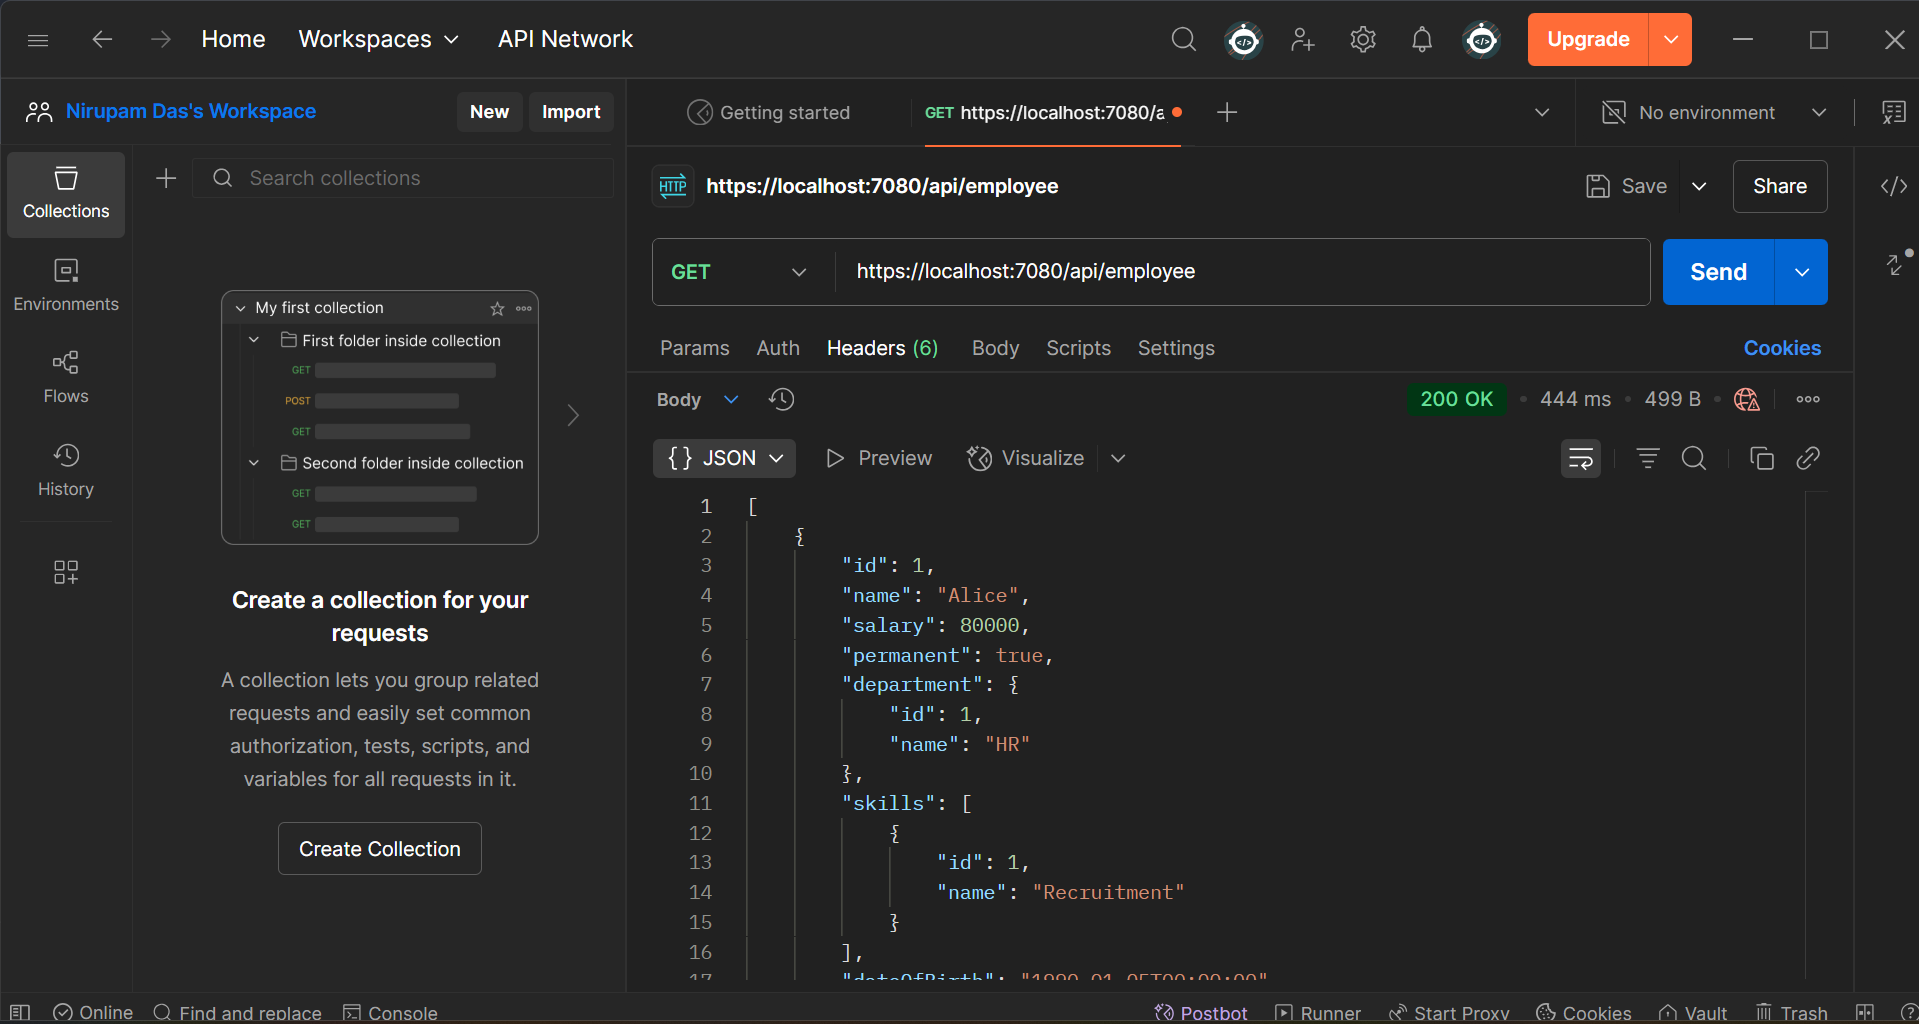 Home Workspaces API Network Upgrade
Nirupam Das's Workspace New Import
Getting started GET https://localhost:7080/a No environment
Collections
Environments
Flows
History
Search collections
My first collection
First folder inside collection
GET
POST
GET
Second folder inside collection
GET
GET
Create a collection for your
requests
A collection lets you group related
requests and easily set common
authorization, tests, scripts, and
variables for all requests in it.
Create Collection
HTTP https://localhost:7080/api/employee Save Share
GET https://localhost:7080/api/employee Send
Params Auth Headers (6) Body Scripts Settings Cookies
Body 200 OK • 444 ms • 499 B •
{} JSON Preview Visualize
1 [
2 {
3 "id": 1,
4 "name": "Alice",
5 "salary": 80000,
6 "permanent": true,
7 "department": {
8 "id": 1,
9 "name": "HR"
10 },
11 "skills": [
12 {
13 "id": 1,
14 "name": "Recruitment"
15 }
16 ],
17 "dateOfBirth": "1990-01-05T00:00:00"
Online Find and replace Console Postbot Runner Start Proxy Cookies Vault Trash